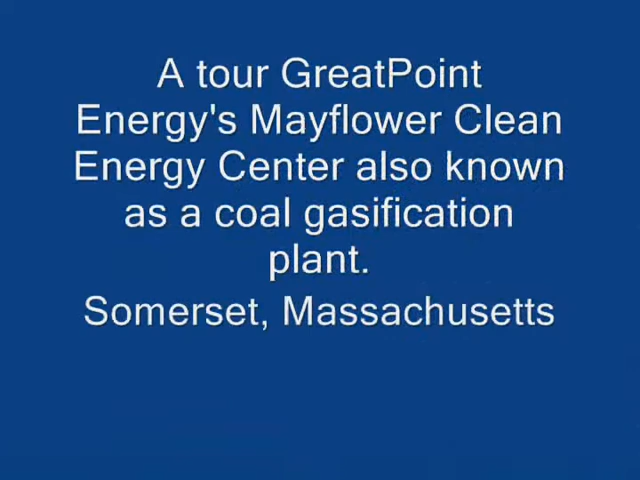 A tour GreatPoint
Energy's Mayflower Clean
Energy Center also known
as a coal gasification
plant.
Somerset, Massachusetts